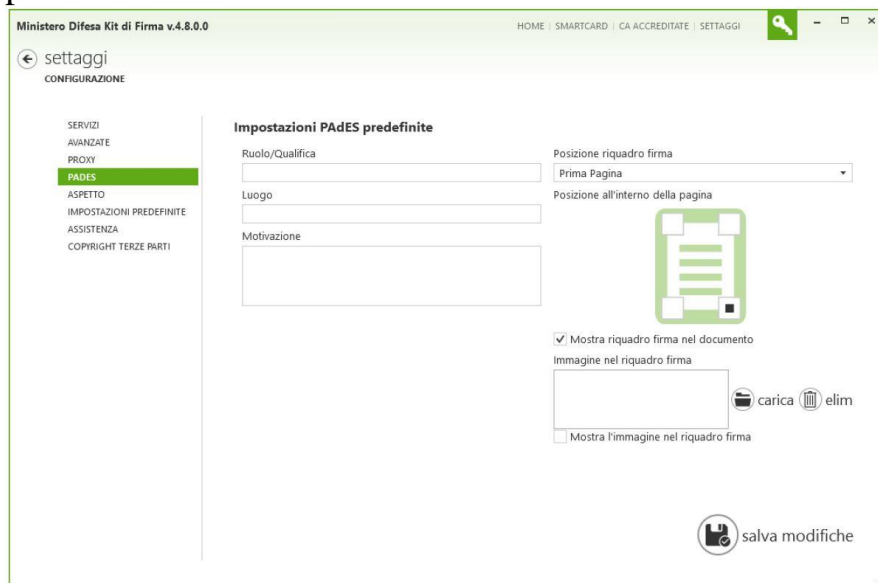 Ministero Difesa Kit di Firma v.4.8.0.0
HOME | SMARTCARD | CA ACCREDITATE | SETTAGGI
settaggi
CONFIGURAZIONE
SERVIZI
AVANZATE
PROXY
PADES
ASPETTO
IMPOSTAZIONI PREDEFINITE
ASSISTENZA
COPYRIGHT TERZE PARTI
Impostazioni PAdES predefinite
Ruolo/Qualifica
Luogo
Motivazione
Posizione riquadro firma
Prima Pagina
Posizione all'interno della pagina
Mostra riquadro firma nel documento
Immagine nel riquadro firma
carica elim
Mostra l'immagine nel riquadro firma
salva modifiche